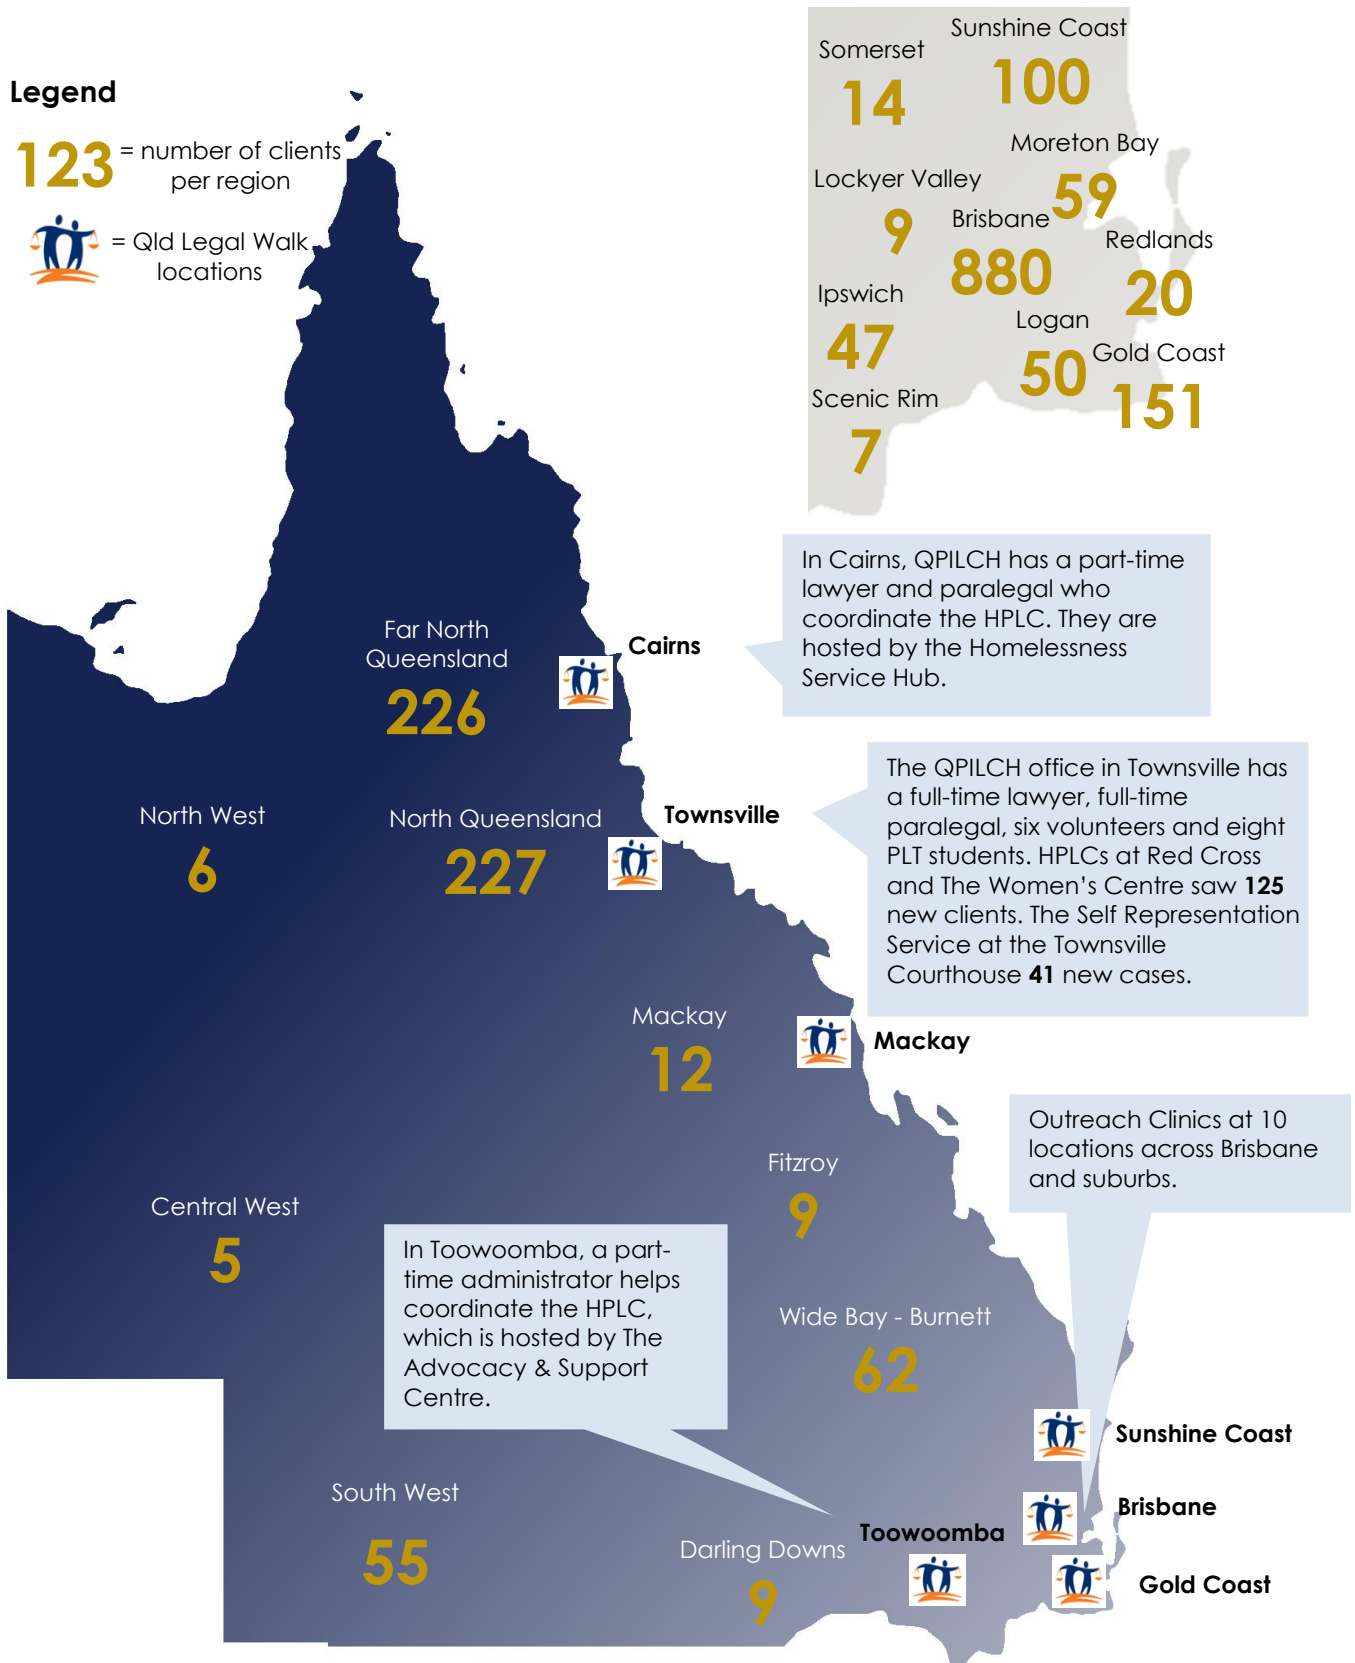 Legend
123 = number of clients
per region
= Qld Legal Walk
locations
Sunshine Coast
100
Somerset
14
Moreton Bay
59
Lockyer Valley
9
Brisbane
880
Redlands
20
Ipswich
47
Logan
50
Gold Coast
151
Scenic Rim
7
In Cairns, QPILCH has a part-time
lawyer and paralegal who
coordinate the HPLC. They are
hosted by the Homelessness
Service Hub.
Far North
Queensland
226
Cairns
The QPILCH office in Townsville has
a full-time lawyer, full-time
paralegal, six volunteers and eight
PLT students. HPLCs at Red Cross
and The Women's Centre saw 125
new clients. The Self Representation
Service at the Townsville
Courthouse 41 new cases.
North West
6
North Queensland
227
Townsville
Mackay
12
Mackay
Outreach Clinics at 10
locations across Brisbane
and suburbs.
Fitzroy
9
Central West
5
In Toowoomba, a part-
time administrator helps
coordinate the HPLC,
which is hosted by The
Advocacy & Support
Centre.
Wide Bay - Burnett
62
Sunshine Coast
South West
55
Brisbane
Toowoomba
Darling Downs
9
Gold Coast